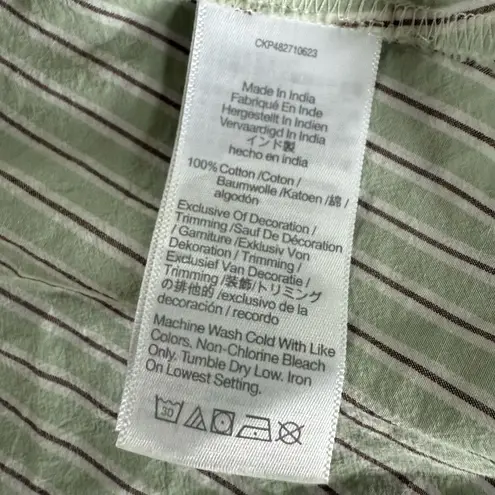 CKP482710623
Made In India
Fabriqué En Inde
Hergestellt In Indien
Vervaardigd In Indian
インド製
hecho en india
100% Cotton /Coton /
Baumwolle /Katoen /綿 /
algodón
Exclusive Of Decoration /
Trimming /Sauf De Décoration
/ Garniture /Exklusiv Von
Dekoration / Trimming /
Exclusief Van Decoratie /
Trimming /装飾/トリミング
の排他的 /exclusivo de la
decoración / recordo
Machine Wash Cold With Like
Colors. Non-Chlorine Bleach
Only. Tumble Dry Low. Iron
On Lowest Setting.
30